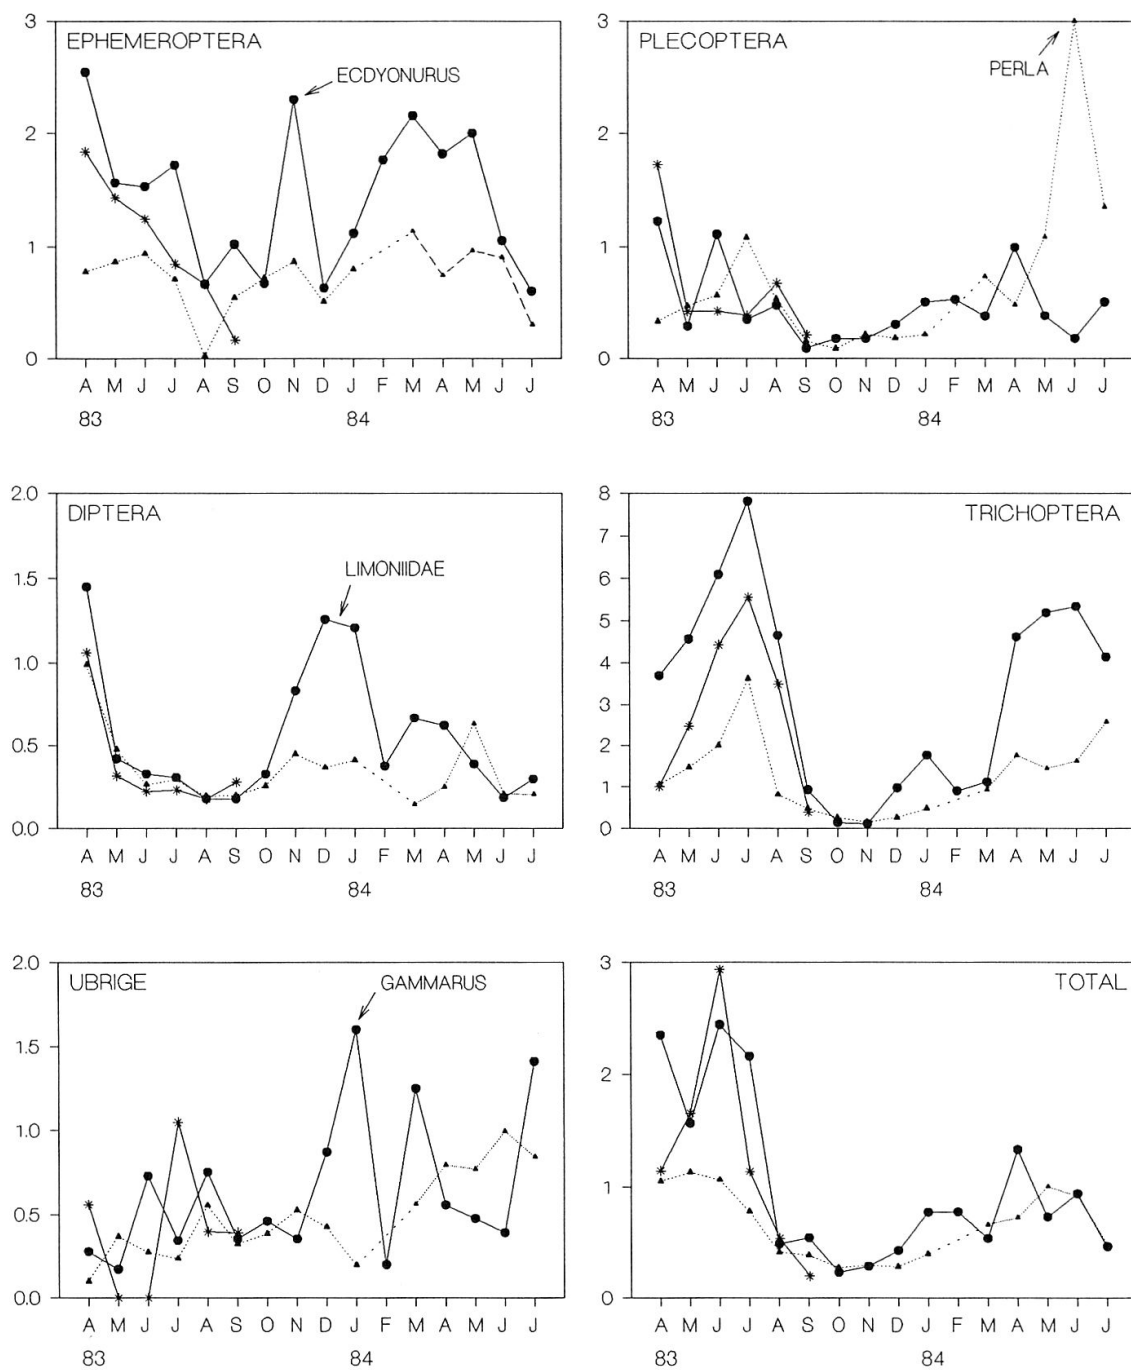 3
EPHEMEROPTERA
ECDYONURUS
2
1
0
A M J J A S O N D J F M A M J J
83 84
3
PLECOPTERA
PERLA
2
1
0
A M J J A S O N D J F M A M J J
83 84
2.0
DIPTERA
LIMONIIDAE
1.5
1.0
0.5
0.0
A M J J A S O N D J F M A M J J
83 84
8
TRICHOPTERA
7
6
5
4
3
2
1
0
A M J J A S O N D J F M A M J J
83 84
2.0
UBRIGE
GAMMARUS
1.5
1.0
0.5
0.0
A M J J A S O N D J F M A M J J
83 84
3
TOTAL
2
1
0
A M J J A S O N D J F M A M J J
83 84